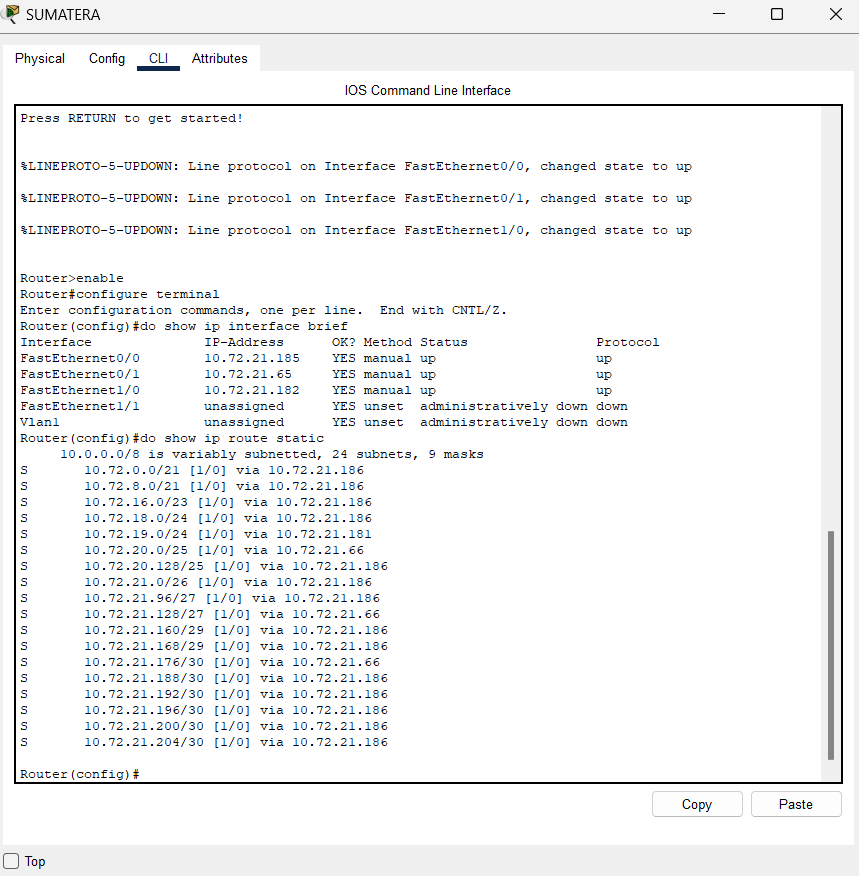 SUMATERA
Physical Config CLI Attributes
IOS Command Line Interface
Press RETURN to get started!
%LINEPROTO-5-UPDOWN: Line protocol on Interface FastEthernet0/0, changed state to up
%LINEPROTO-5-UPDOWN: Line protocol on Interface FastEthernet0/1, changed state to up
%LINEPROTO-5-UPDOWN: Line protocol on Interface FastEthernet1/0, changed state to up
Router>enable
Router#configure terminal
Enter configuration commands, one per line.  End with CNTL/Z.
Router(config)#do show ip interface brief
Interface              IP-Address      OK? Method Status                Protocol
FastEthernet0/0        10.72.21.185    YES manual up                    up
FastEthernet0/1        10.72.21.65     YES manual up                    up
FastEthernet1/0        10.72.21.182    YES manual up                    up
FastEthernet1/1        unassigned      YES unset  administratively down down
Vlan1                  unassigned      YES unset  administratively down down
Router(config)#do show ip route static
     10.0.0.0/8 is variably subnetted, 24 subnets, 9 masks
S       10.72.0.0/21 [1/0] via 10.72.21.186
S       10.72.8.0/21 [1/0] via 10.72.21.186
S       10.72.16.0/23 [1/0] via 10.72.21.186
S       10.72.18.0/24 [1/0] via 10.72.21.186
S       10.72.19.0/24 [1/0] via 10.72.21.181
S       10.72.20.0/25 [1/0] via 10.72.21.66
S       10.72.20.128/25 [1/0] via 10.72.21.186
S       10.72.21.0/26 [1/0] via 10.72.21.186
S       10.72.21.96/27 [1/0] via 10.72.21.186
S       10.72.21.128/27 [1/0] via 10.72.21.66
S       10.72.21.160/29 [1/0] via 10.72.21.186
S       10.72.21.168/29 [1/0] via 10.72.21.186
S       10.72.21.176/30 [1/0] via 10.72.21.66
S       10.72.21.188/30 [1/0] via 10.72.21.186
S       10.72.21.192/30 [1/0] via 10.72.21.186
S       10.72.21.196/30 [1/0] via 10.72.21.186
S       10.72.21.200/30 [1/0] via 10.72.21.186
S       10.72.21.204/30 [1/0] via 10.72.21.186
Router(config)#
Copy Paste
Top